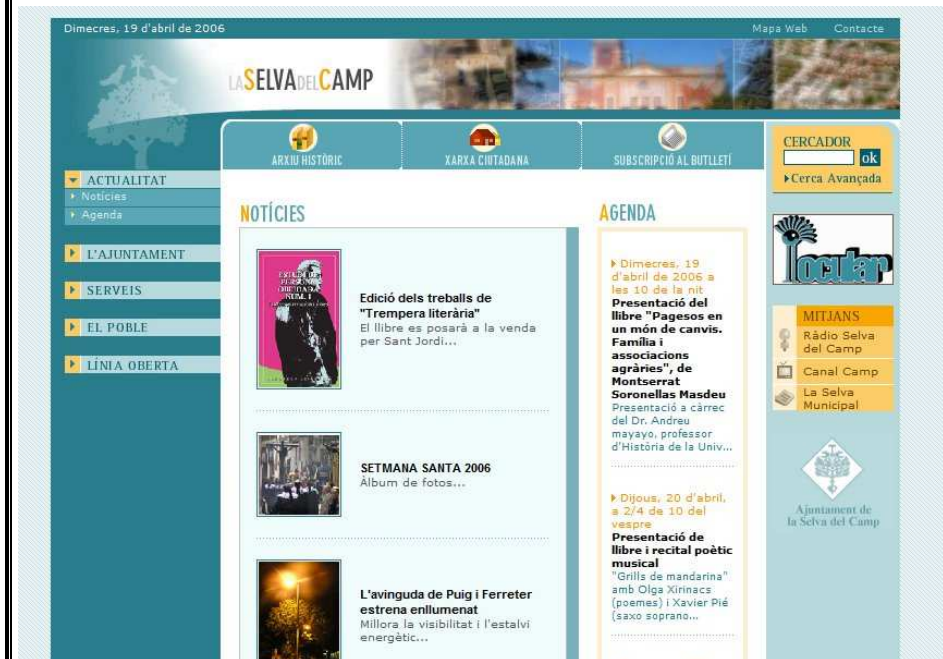 Dimecres, 19 d'abril de 2006
Mapa Web Contacte
LASELVADELCAMP
ARXIU HISTÒRIC
XARXA CIUTADANA
SUBSCRIPCIÓ AL BUTLLETÍ
CERCADOR
ok
Cerca Avançada
ACTUALITAT
Notícies
Agenda
L'AJUNTAMENT
SERVEIS
EL POBLE
LÍNIA OBERTA
NOTÍCIES
Edició dels treballs de
"Trempera literària"
El llibre es posarà a la venda
per Sant Jordi...
SETMANA SANTA 2006
Àlbum de fotos...
L'avinguda de Puig i Ferreter
estrena enllumenat
Millora la visibilitat i l'estalvi
energètic...
AGENDA
Dimecres, 19
d'abril de 2006 a
les 10 de la nit
Presentació del
llibre "Pagesos en
un món de canvis.
Família i
associacions
agràries", de
Montserrat
Soronellas Masdeu
Presentació a càrrec
del Dr. Andreu
mayayo, professor
d'Història de la Univ...
Dijous, 20 d'abril,
a 2/4 de 10 del
vespre
Presentació de
llibre i recital poètic
musical
"Grills de mandarina"
amb Olga Xirinacs
(poemes) i Xavier Pié
(saxo soprano...
locular
MITJANS
Ràdio Selva
del Camp
Canal Camp
La Selva
Municipal
Ajuntament de
la Selva del Camp